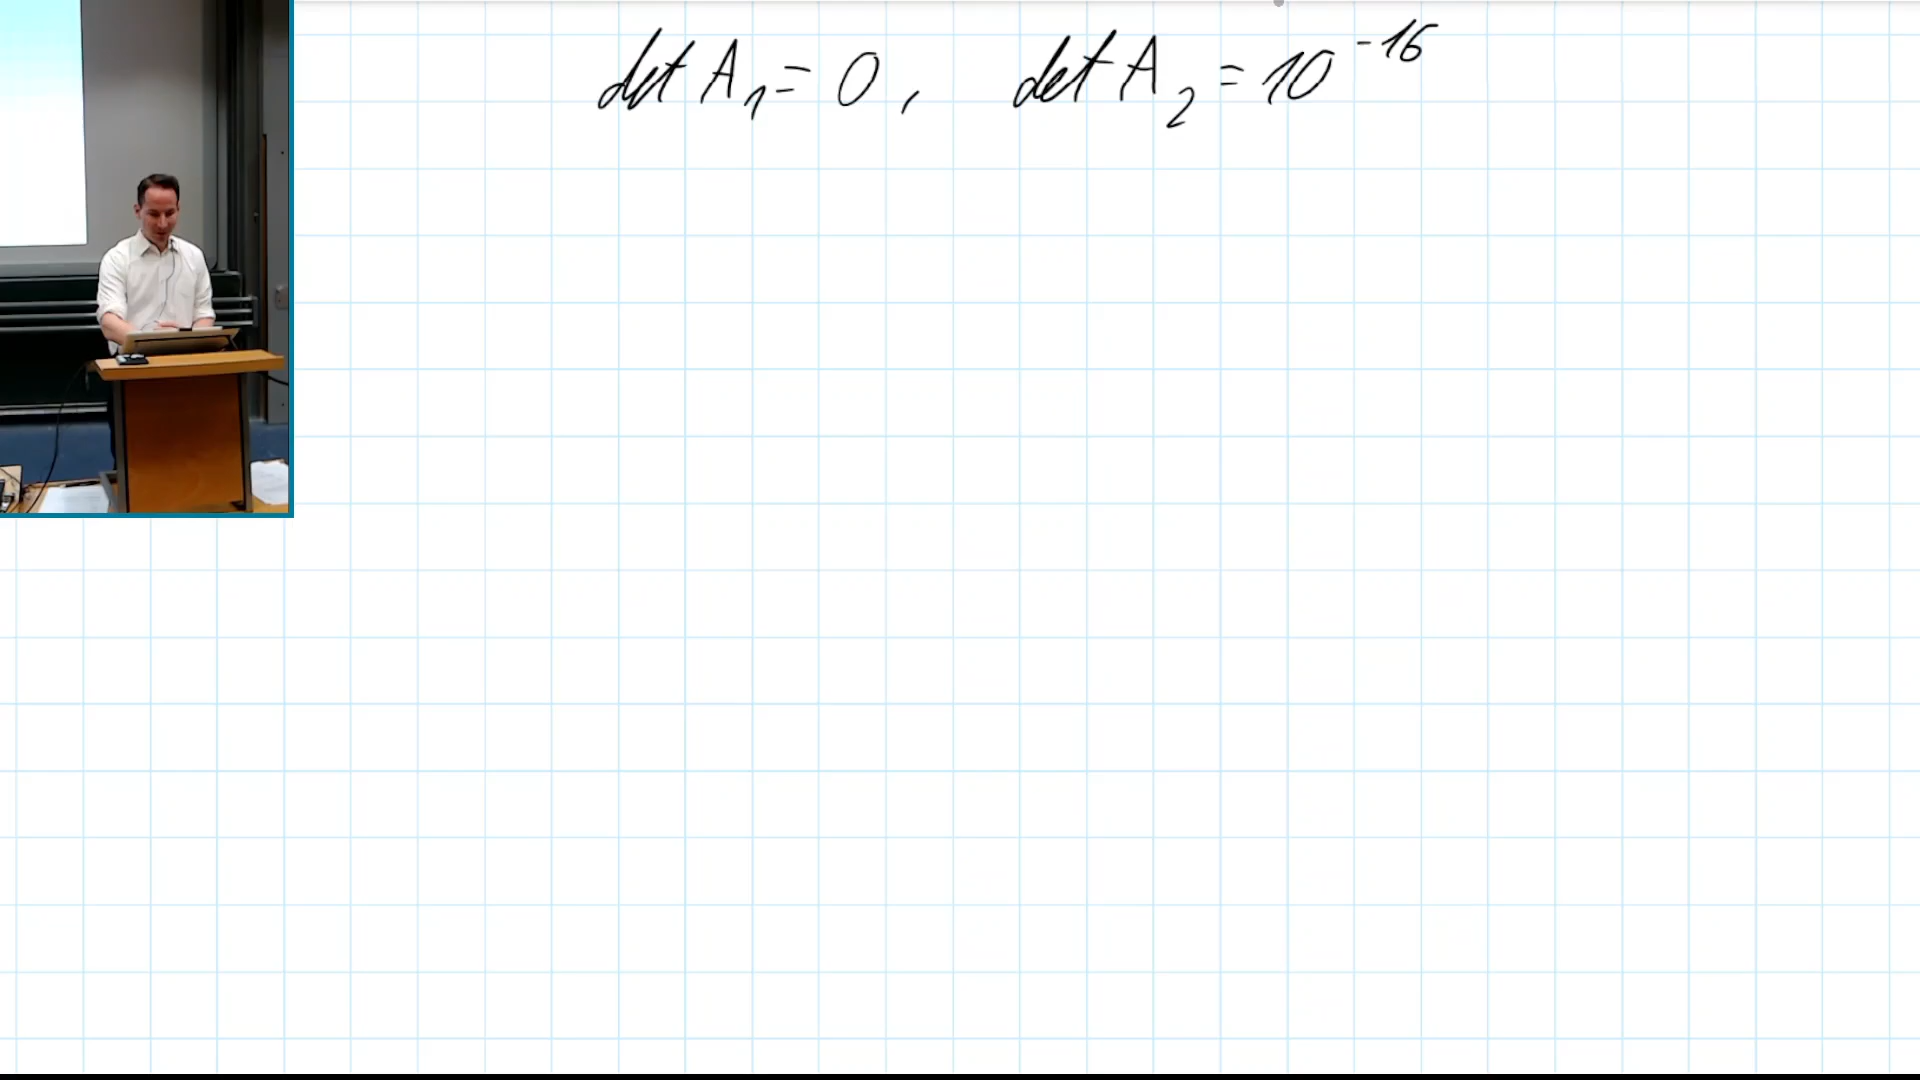 det A₁ = 0, det A₂ = 10⁻¹⁶